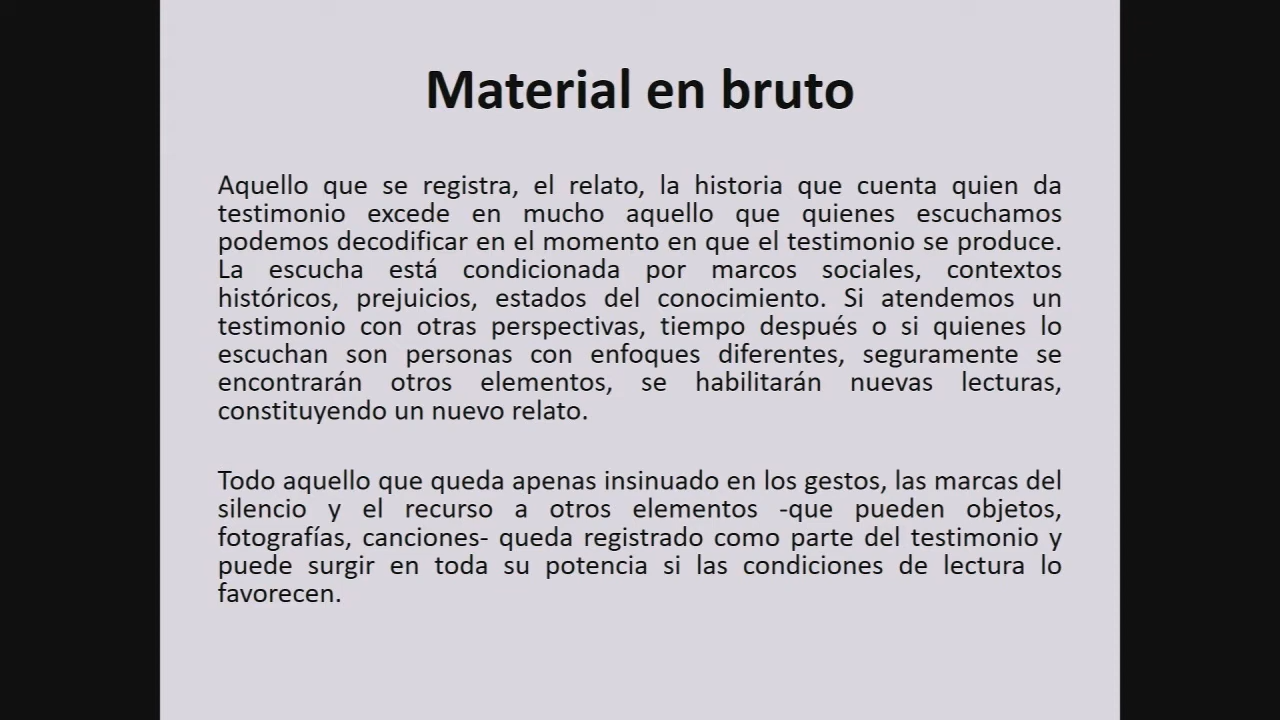 Material en bruto
Aquello que se registra, el relato, la historia que cuenta quien da
testimonio excede en mucho aquello que quienes escuchamos
podemos decodificar en el momento en que el testimonio se produce.
La escucha está condicionada por marcos sociales, contextos
históricos, prejuicios, estados del conocimiento. Si atendemos un
testimonio con otras perspectivas, tiempo después o si quienes lo
escuchan son personas con enfoques diferentes, seguramente se
encontrarán otros elementos, se habilitarán nuevas lecturas,
constituyendo un nuevo relato.
Todo aquello que queda apenas insinuado en los gestos, las marcas del
silencio y el recurso a otros elementos -que pueden objetos,
fotografías, canciones- queda registrado como parte del testimonio y
puede surgir en toda su potencia si las condiciones de lectura lo
favorecen.